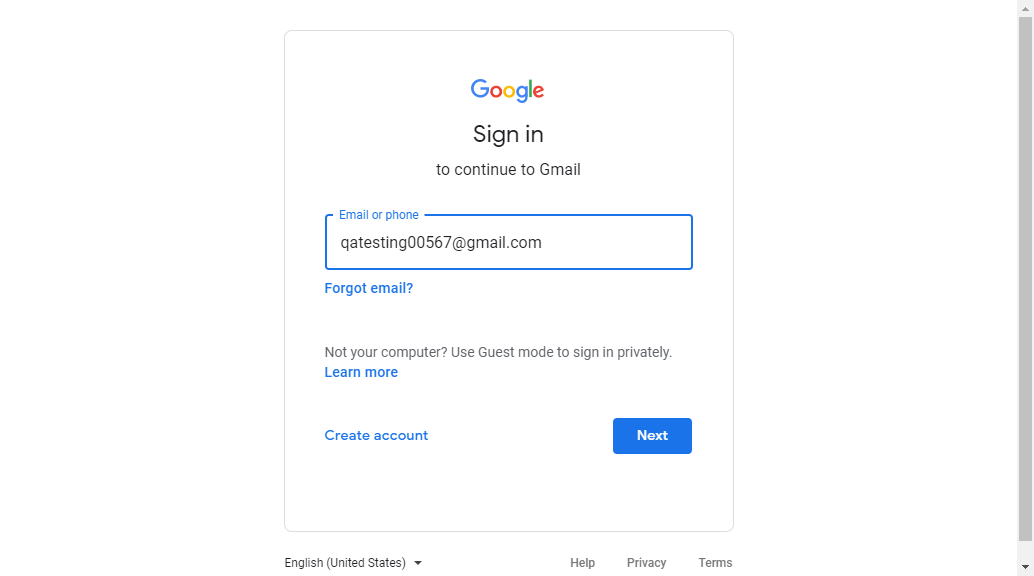 Google
Sign in
to continue to Gmail
Email or phone
qatesting00567@gmail.com
Forgot email?
Not your computer? Use Guest mode to sign in privately.
Learn more
Create account
Next
English (United States)
Help
Privacy
Terms